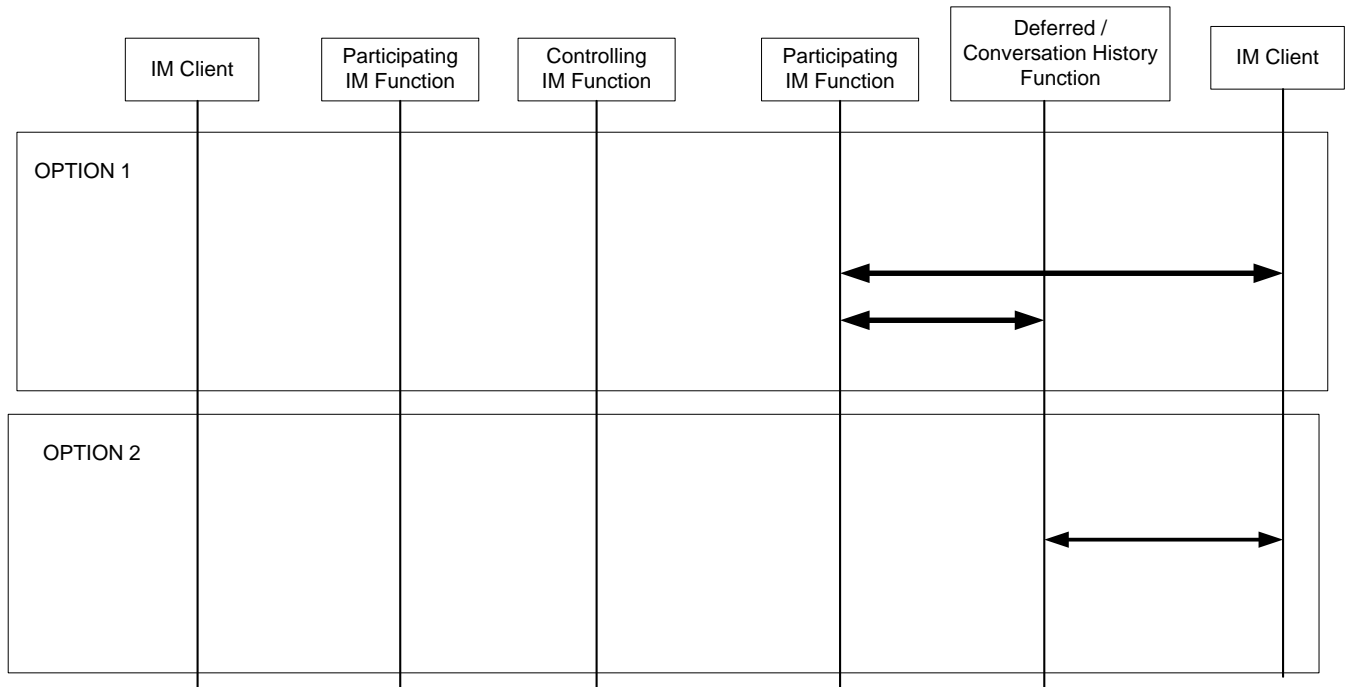 IM Client
Participating
IM Function
Controlling
IM Function
Participating
IM Function
Deferred /
Conversation History
Function
IM Client
OPTION 1
OPTION 2